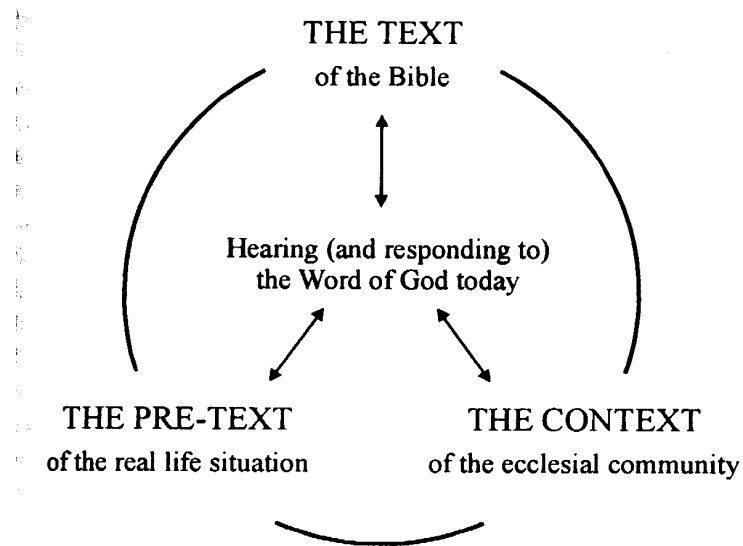 THE TEXT
of the Bible
Hearing (and responding to)
the Word of God today
THE PRE-TEXT
of the real life situation
THE CONTEXT
of the ecclesial community